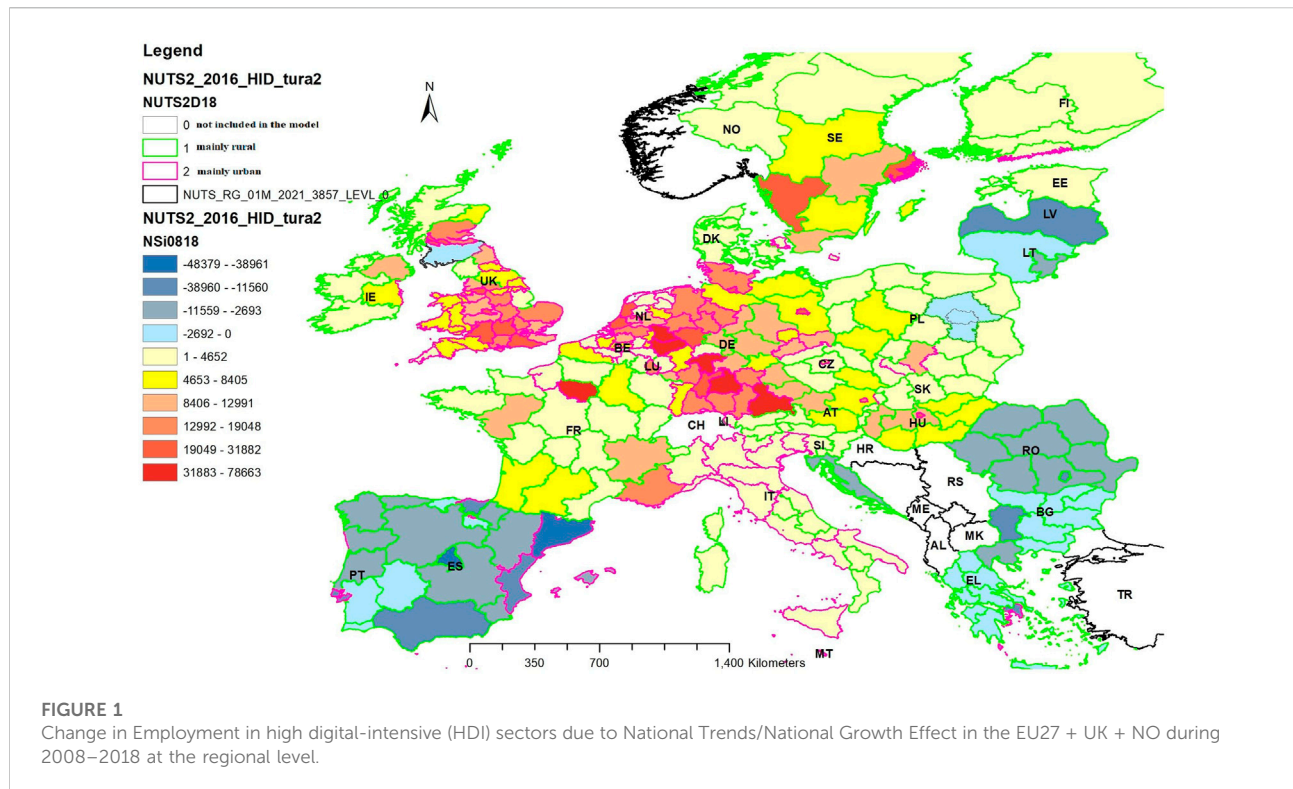 Legend
NUTS2_2016_HID_tura2
NUTS2D18
0 not included in the model
1 mainly rural
2 mainly urban
NUTS_RG_01M_2021_3857_LEVL_0
NUTS2_2016_HID_tura2
NSi0818
-48379 - -38961
-38960 - -11560
-11559 - -2693
-2692 - 0
1 - 4652
4653 - 8405
8406 - 12991
12992 - 19048
19049 - 31882
31883 - 78663
N
NO
SE
FI
EE
LV
LT
DK
IE
UK
NL
BE
LU
DE
PL
CZ
SK
AT
HU
FR
CH
LI
SI
HR
RO
IT
RS
ME
BG
MK
AL
EL
TR
PT
ES
MT
0 350 700 1,400 Kilometers
FIGURE 1
Change in Employment in high digital-intensive (HDI) sectors due to National Trends/National Growth Effect in the EU27 + UK + NO during
2008–2018 at the regional level.